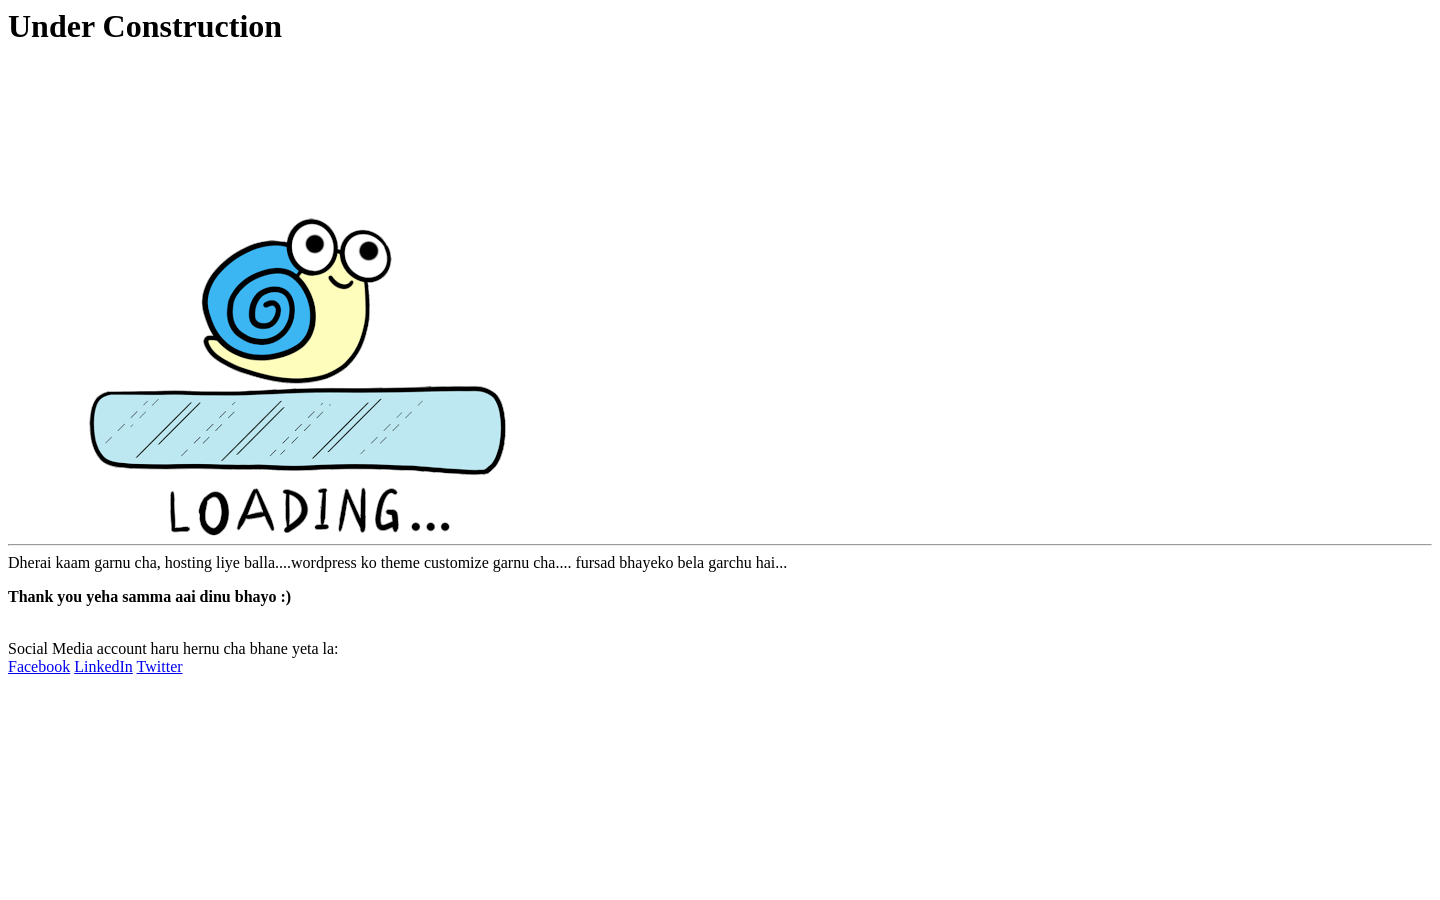 Under Construction
LOADING...
Dherai kaam garnu cha, hosting liye balla....wordpress ko theme customize garnu cha.... fursad bhayeko bela garchu hai...
Thank you yeha samma aai dinu bhayo :)
Social Media account haru hernu cha bhane yeta la:
Facebook LinkedIn Twitter